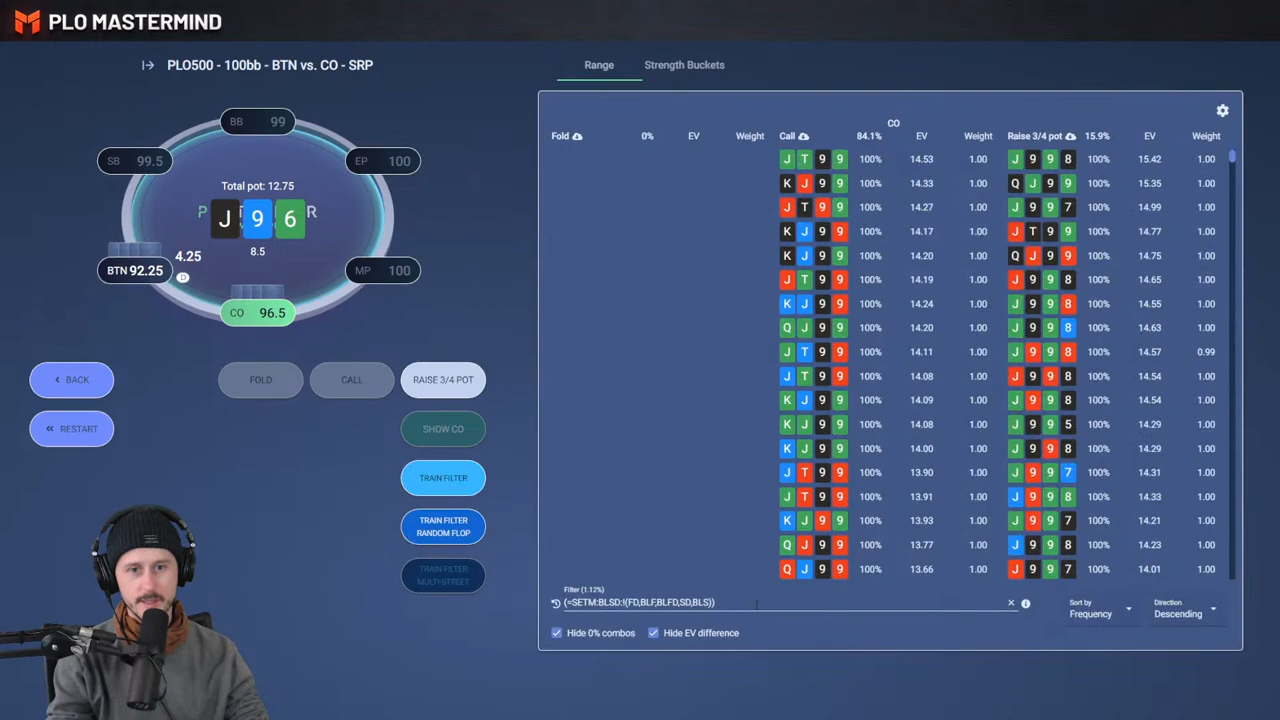 PLO MASTERMIND
PLO500 - 100bb - BTN vs. CO - SRP
BB 99
SB 99.5
EP 100
Total pot: 12.75
P R
J 9 6
8.5
4.25
BTN 92.25
D
MP 100
CO 96.5
BACK
FOLD
CALL
RAISE 3/4 POT
RESTART
SHOW CO
TRAIN FILTER
TRAIN FILTER
RANDOM FLOP
TRAIN FILTER
MULTI-STREET
Range Strength Buckets
CO
Fold 0% EV Weight Call 84.1% EV Weight Raise 3/4 pot 15.9% EV Weight
J T 9 9 100% 14.53 1.00 J 9 9 8 100% 15.42 1.00
K J 9 9 100% 14.33 1.00 Q J 9 9 100% 15.35 1.00
J T 9 9 100% 14.27 1.00 J 9 9 7 100% 14.99 1.00
K J 9 9 100% 14.17 1.00 J T 9 9 100% 14.77 1.00
K J 9 9 100% 14.20 1.00 Q J 9 9 100% 14.75 1.00
J T 9 9 100% 14.19 1.00 J 9 9 8 100% 14.65 1.00
K J 9 9 100% 14.24 1.00 J 9 9 8 100% 14.55 1.00
Q J 9 9 100% 14.20 1.00 J 9 9 8 100% 14.63 1.00
J T 9 9 100% 14.11 1.00 J 9 9 8 100% 14.57 0.99
J T 9 9 100% 14.08 1.00 J 9 9 8 100% 14.54 1.00
K J 9 9 100% 14.09 1.00 J 9 9 8 100% 14.54 1.00
K J 9 9 100% 14.08 1.00 J 9 9 5 100% 14.29 1.00
K J 9 9 100% 14.00 1.00 J 9 9 8 100% 14.29 1.00
J T 9 9 100% 13.90 1.00 J 9 9 7 100% 14.31 1.00
J T 9 9 100% 13.91 1.00 J 9 9 8 100% 14.33 1.00
K J 9 9 100% 13.93 1.00 J 9 9 7 100% 14.21 1.00
Q J 9 9 100% 13.77 1.00 J 9 9 8 100% 14.23 1.00
Q J 9 9 100% 13.66 1.00 J 9 9 7 100% 14.01 1.00
Filter (1.12%)
(=SETM:BLSD:!(FD,BLF,BLFD,SD,BLS))
Sort by
Frequency
Direction
Descending
Hide 0% combos Hide EV difference